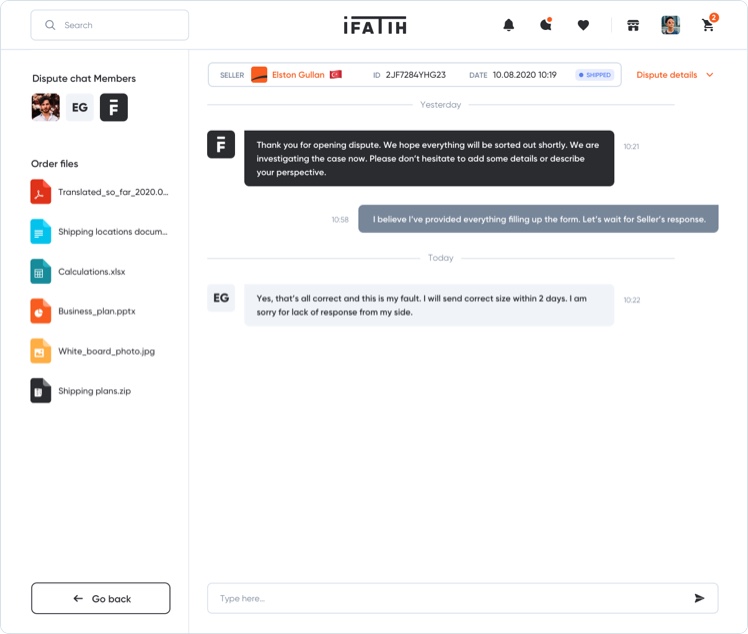 Search
iFATIH
2
Dispute chat Members
EG
F
Order files
Translated_so_far_2020.0...
Shipping locations docum...
Calculations.xlsx
Business_plan.pptx
White_board_photo.jpg
Shipping plans.zip
Go back
SELLER Elston Gullan ID 2JF7284YHG23 DATE 10.08.2020 10:19 SHIPPED Dispute details
Yesterday
F
Thank you for opening dispute. We hope everything will be sorted out shortly. We are
investigating the case now. Please don't hesitate to add some details or describe
your perspective.
10:21
10:58
I believe I've provided everything filling up the form. Let's wait for Seller's response.
Today
EG
Yes, that's all correct and this is my fault. I will send correct size within 2 days. I am
sorry for lack of response from my side.
10:22
Type here...